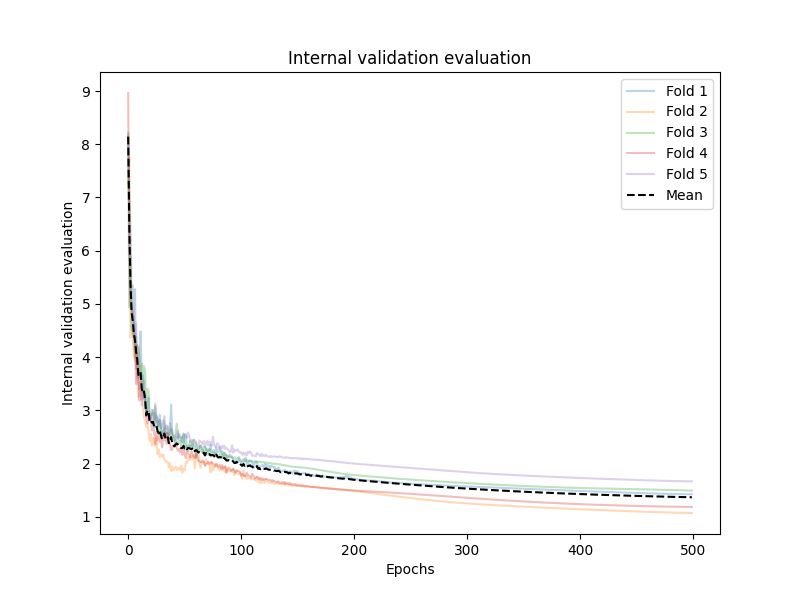 Internal validation evaluation
Internal validation evaluation
9
8
7
6
5
4
3
2
1
Fold 1
Fold 2
Fold 3
Fold 4
Fold 5
Mean
0 100 200 300 400 500
Epochs